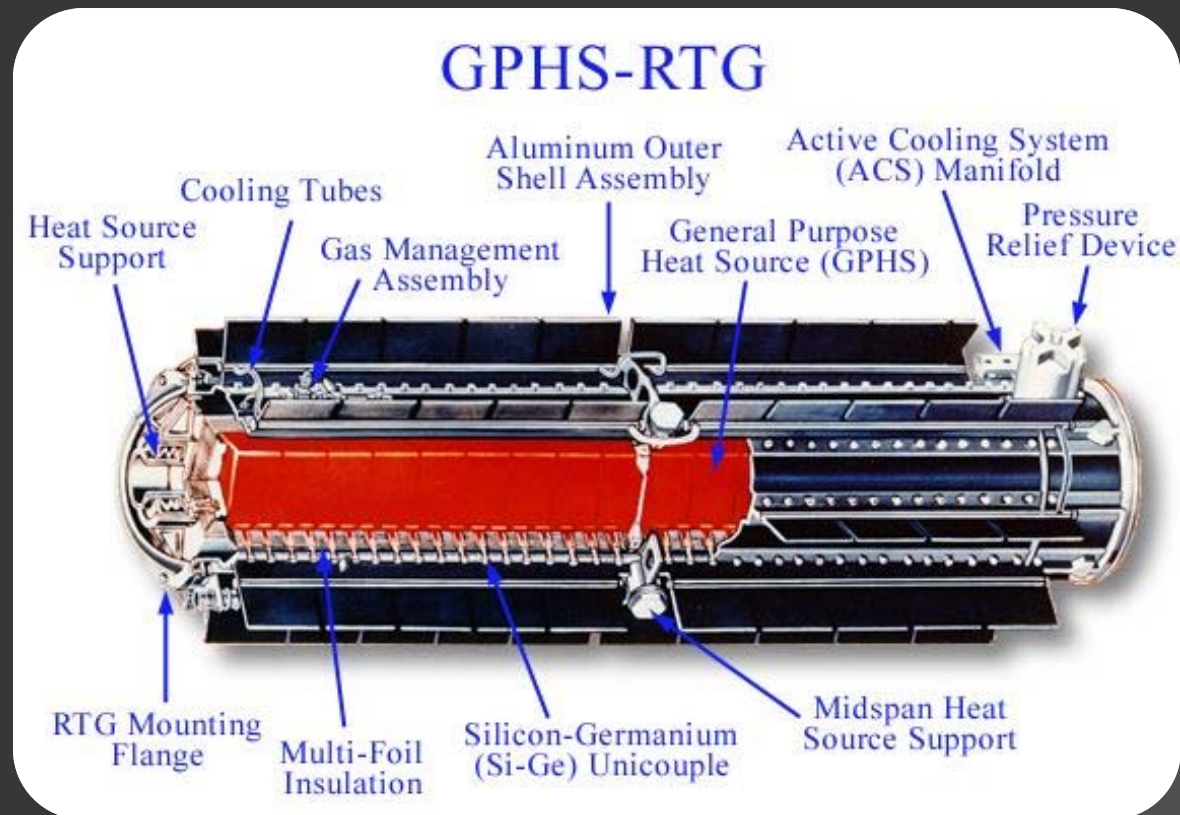 GPHS-RTG
Aluminum Outer
Shell Assembly
Active Cooling System
(ACS) Manifold
Cooling Tubes
Pressure
Relief Device
Heat Source
Support
General Purpose
Heat Source (GPHS)
Gas Management
Assembly
RTG Mounting
Flange
Multi-Foil
Insulation
Silicon-Germanium
(Si-Ge) Unicouple
Midspan Heat
Source Support